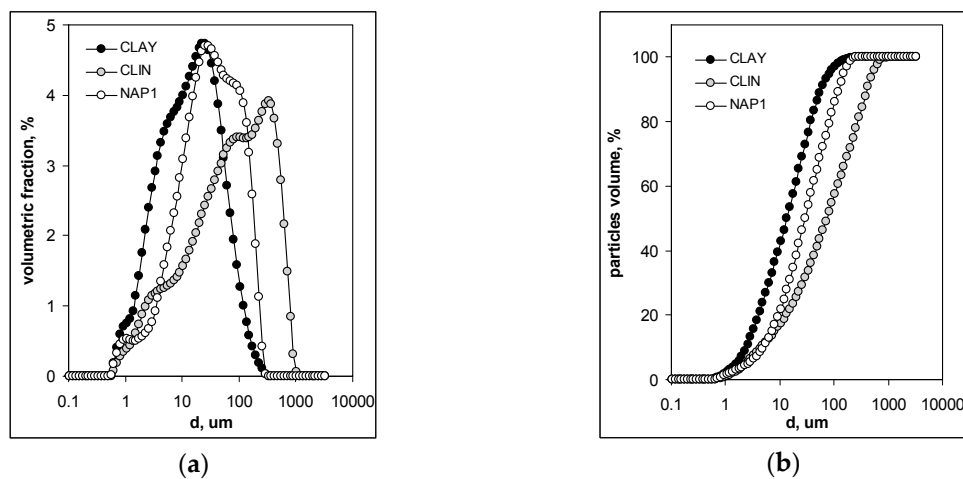 5
4
3
2
1
0
volumetric fraction, %
CLAY
CLIN
NAP1
0.1 1 10 100 1000 10000
d, um
(a)
100
80
60
40
20
0
particles volume, %
CLAY
CLIN
NAP1
0.1 1 10 100 1000 10000
d, um
(b)